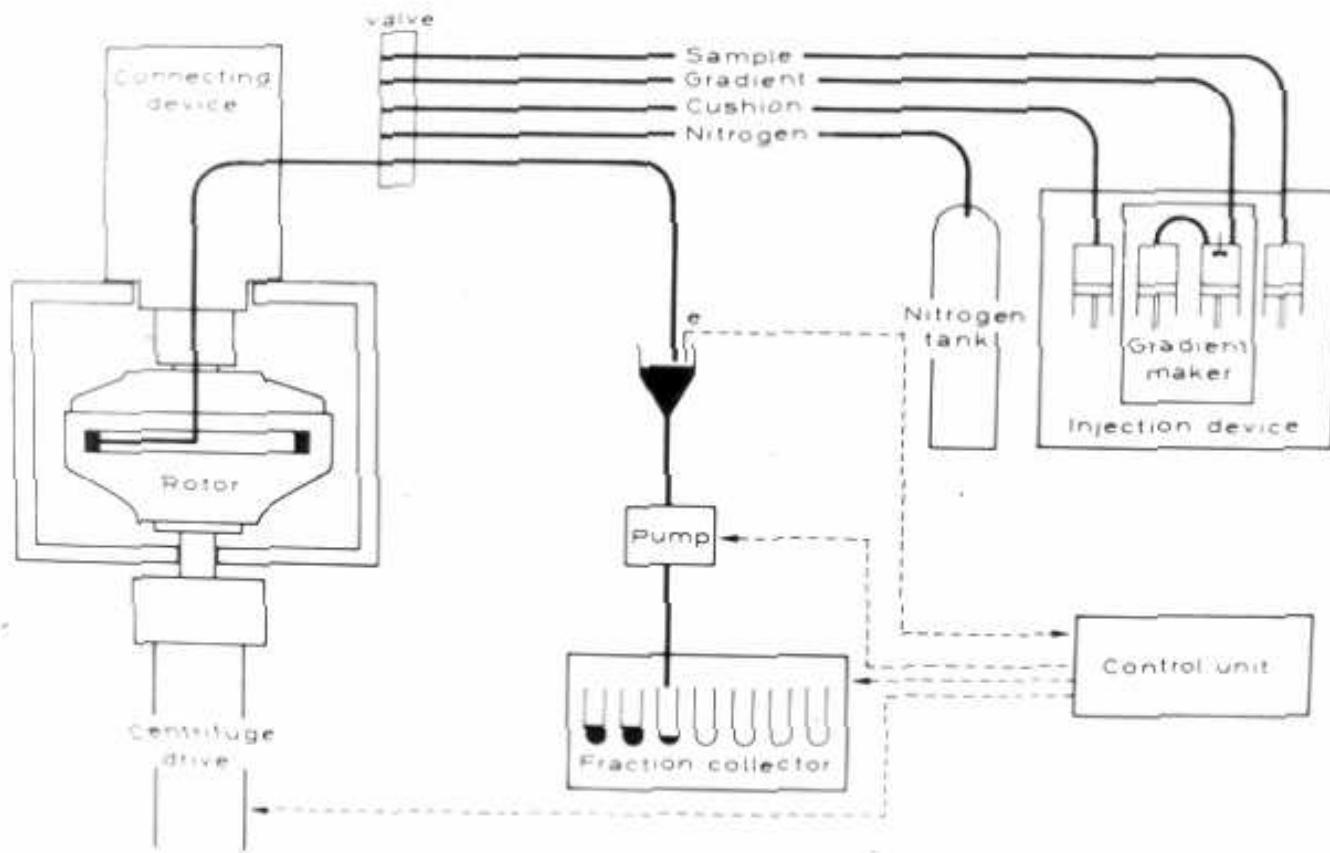 valve
Connecting
device
Sample
Gradient
Cushion
Nitrogen
e
Nitrogen
tank
Gradient
maker
Injection device
Rotor
Pump
Control unit
Centrifuge
drive
Fraction collector